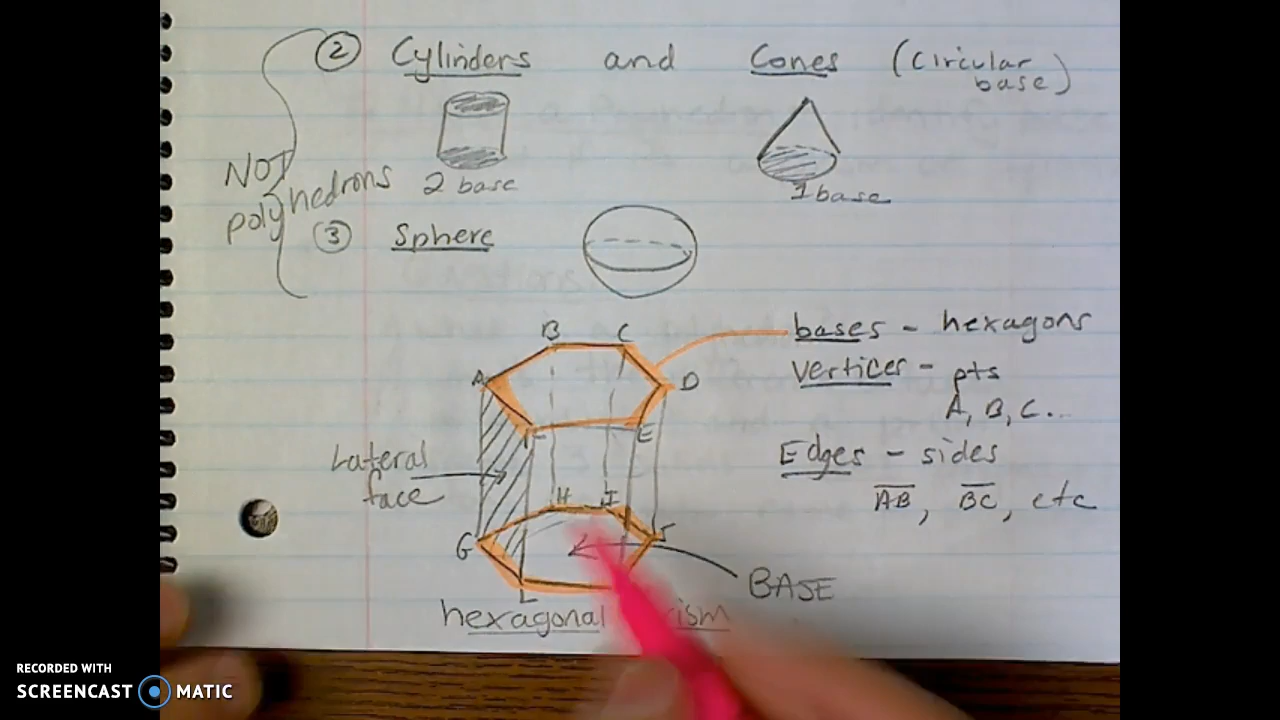 ② Cylinders and Cones (circular base)
2 base
1 base
NOT polyhedrons
③ Sphere
B C
A D
F E
bases - hexagons
Vertices - pts
A, B, C...
Edges - sides
AB, BC, etc
Lateral face
H I
G J
L
BASE
hexagonal
RECORDED WITH
SCREENCAST MATIC